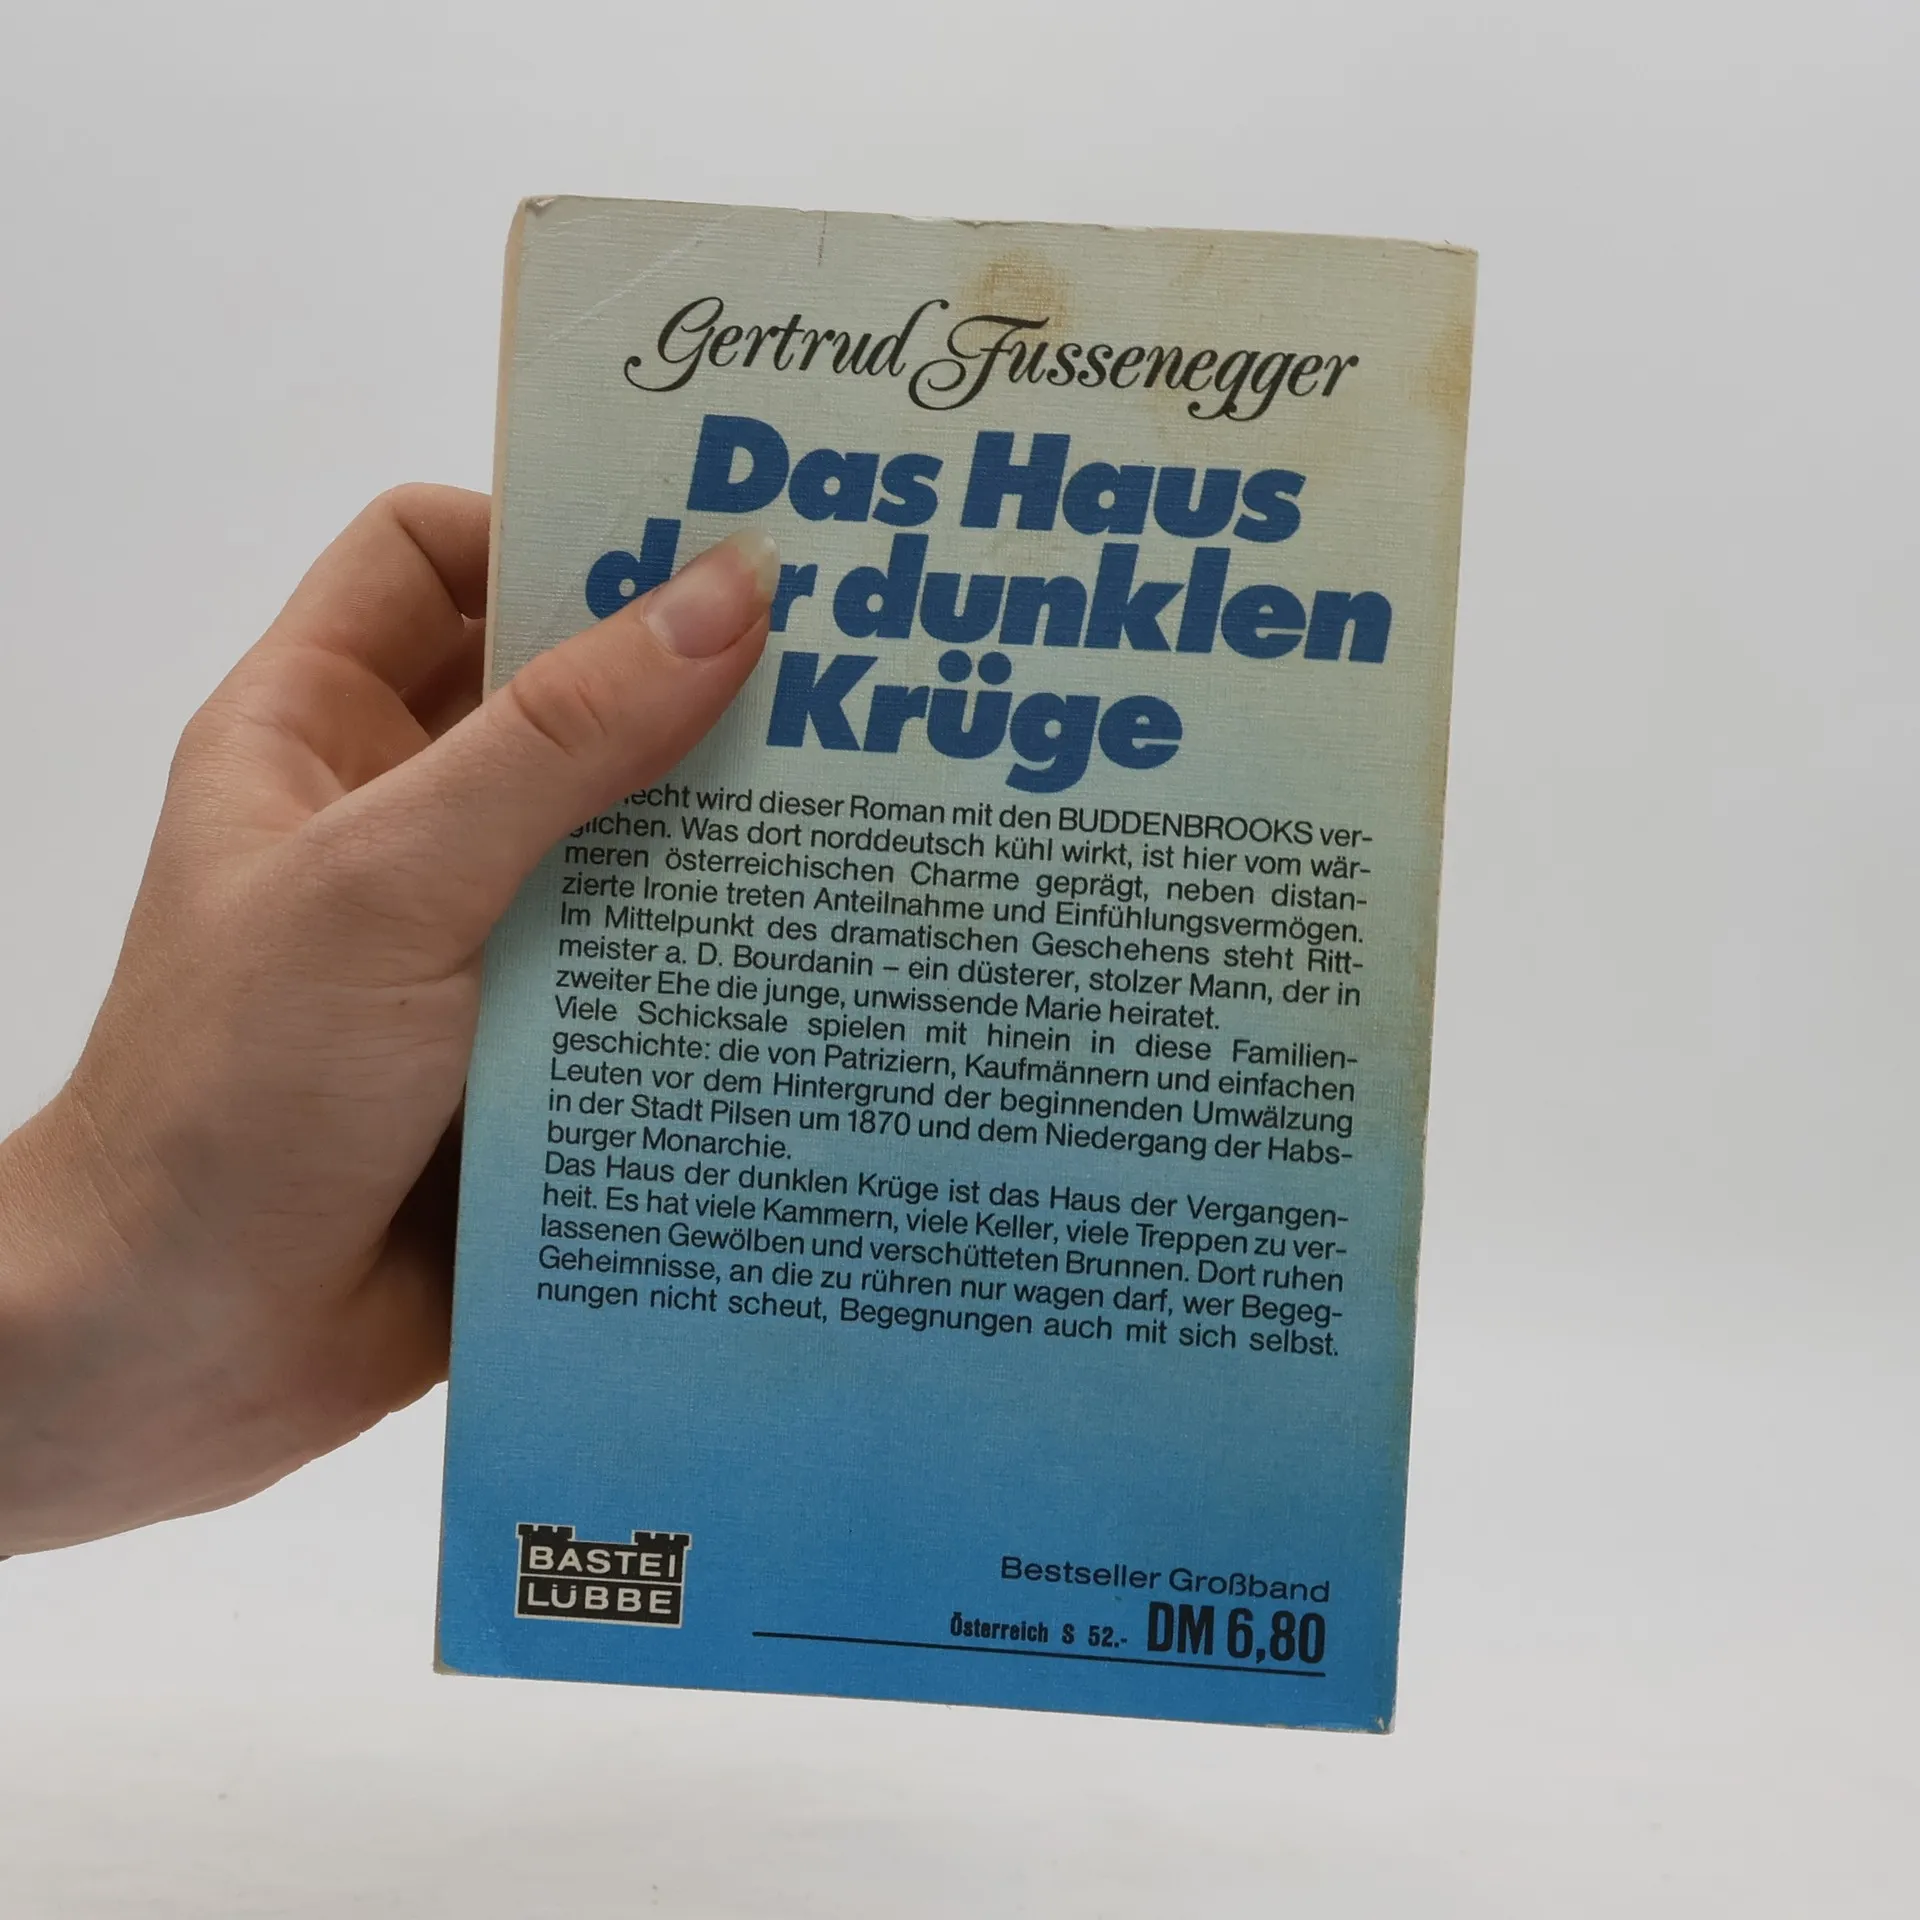 Gertrud Fussenegger
Das Haus
der dunklen
Krüge
wird dieser Roman mit den BUDDENBROOKS ver-
glichen. Was dort norddeutsch kühl wirkt, ist hier vom wär-
meren österreichischen Charme geprägt, neben distan-
zierte Ironie treten Anteilnahme und Einfühlungsvermögen.
Im Mittelpunkt des dramatischen Geschehens steht Ritt-
meister a. D. Bourdanin – ein düsterer, stolzer Mann, der in
zweiter Ehe die junge, unwissende Marie heiratet.
Viele Schicksale spielen mit hinein in diese Familien-
geschichte: die von Patriziern, Kaufmännern und einfachen
Leuten vor dem Hintergrund der beginnenden Umwälzung
in der Stadt Pilsen um 1870 und dem Niedergang der Habs-
burger Monarchie.
Das Haus der dunklen Krüge ist das Haus der Vergangen-
heit. Es hat viele Kammern, viele Keller, viele Treppen zu ver-
lassenen Gewölben und verschütteten Brunnen. Dort ruhen
Geheimnisse, an die zu rühren nur wagen darf, wer Begeg-
nungen nicht scheut, Begegnungen auch mit sich selbst.
BASTEI
LÜBBE
Bestseller Großband
Österreich S 52.- DM 6,80